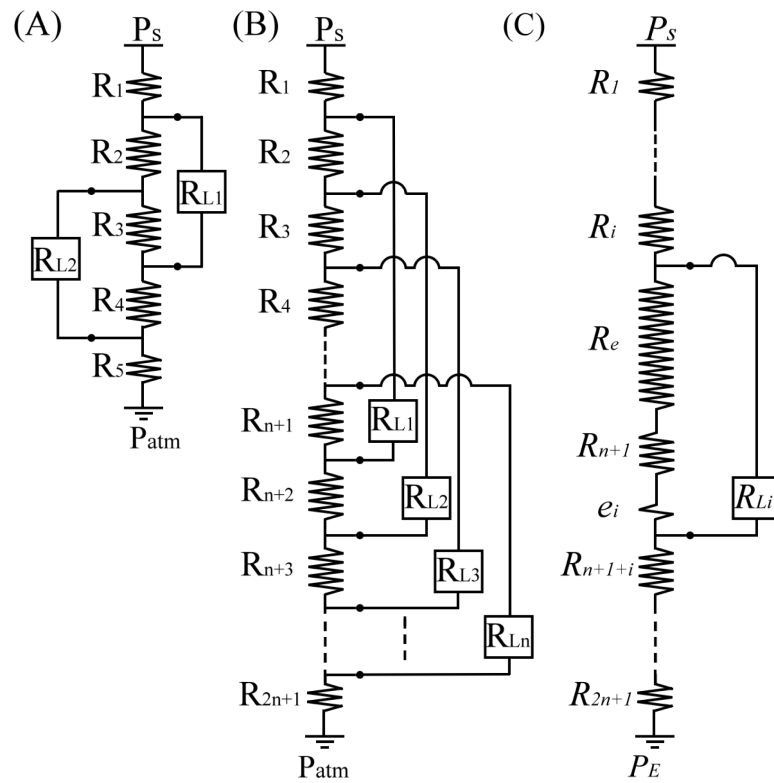 (A)
Ps
R1
R2
RL1
R3
RL2
R4
R5
Patm
(B)
Ps
R1
R2
R3
R4
Rn+1
RL1
Rn+2
RL2
Rn+3
RL3
RLn
R2n+1
Patm
(C)
Ps
R1
Ri
Re
Rn+1
RLi
ei
Rn+1+i
R2n+1
PE